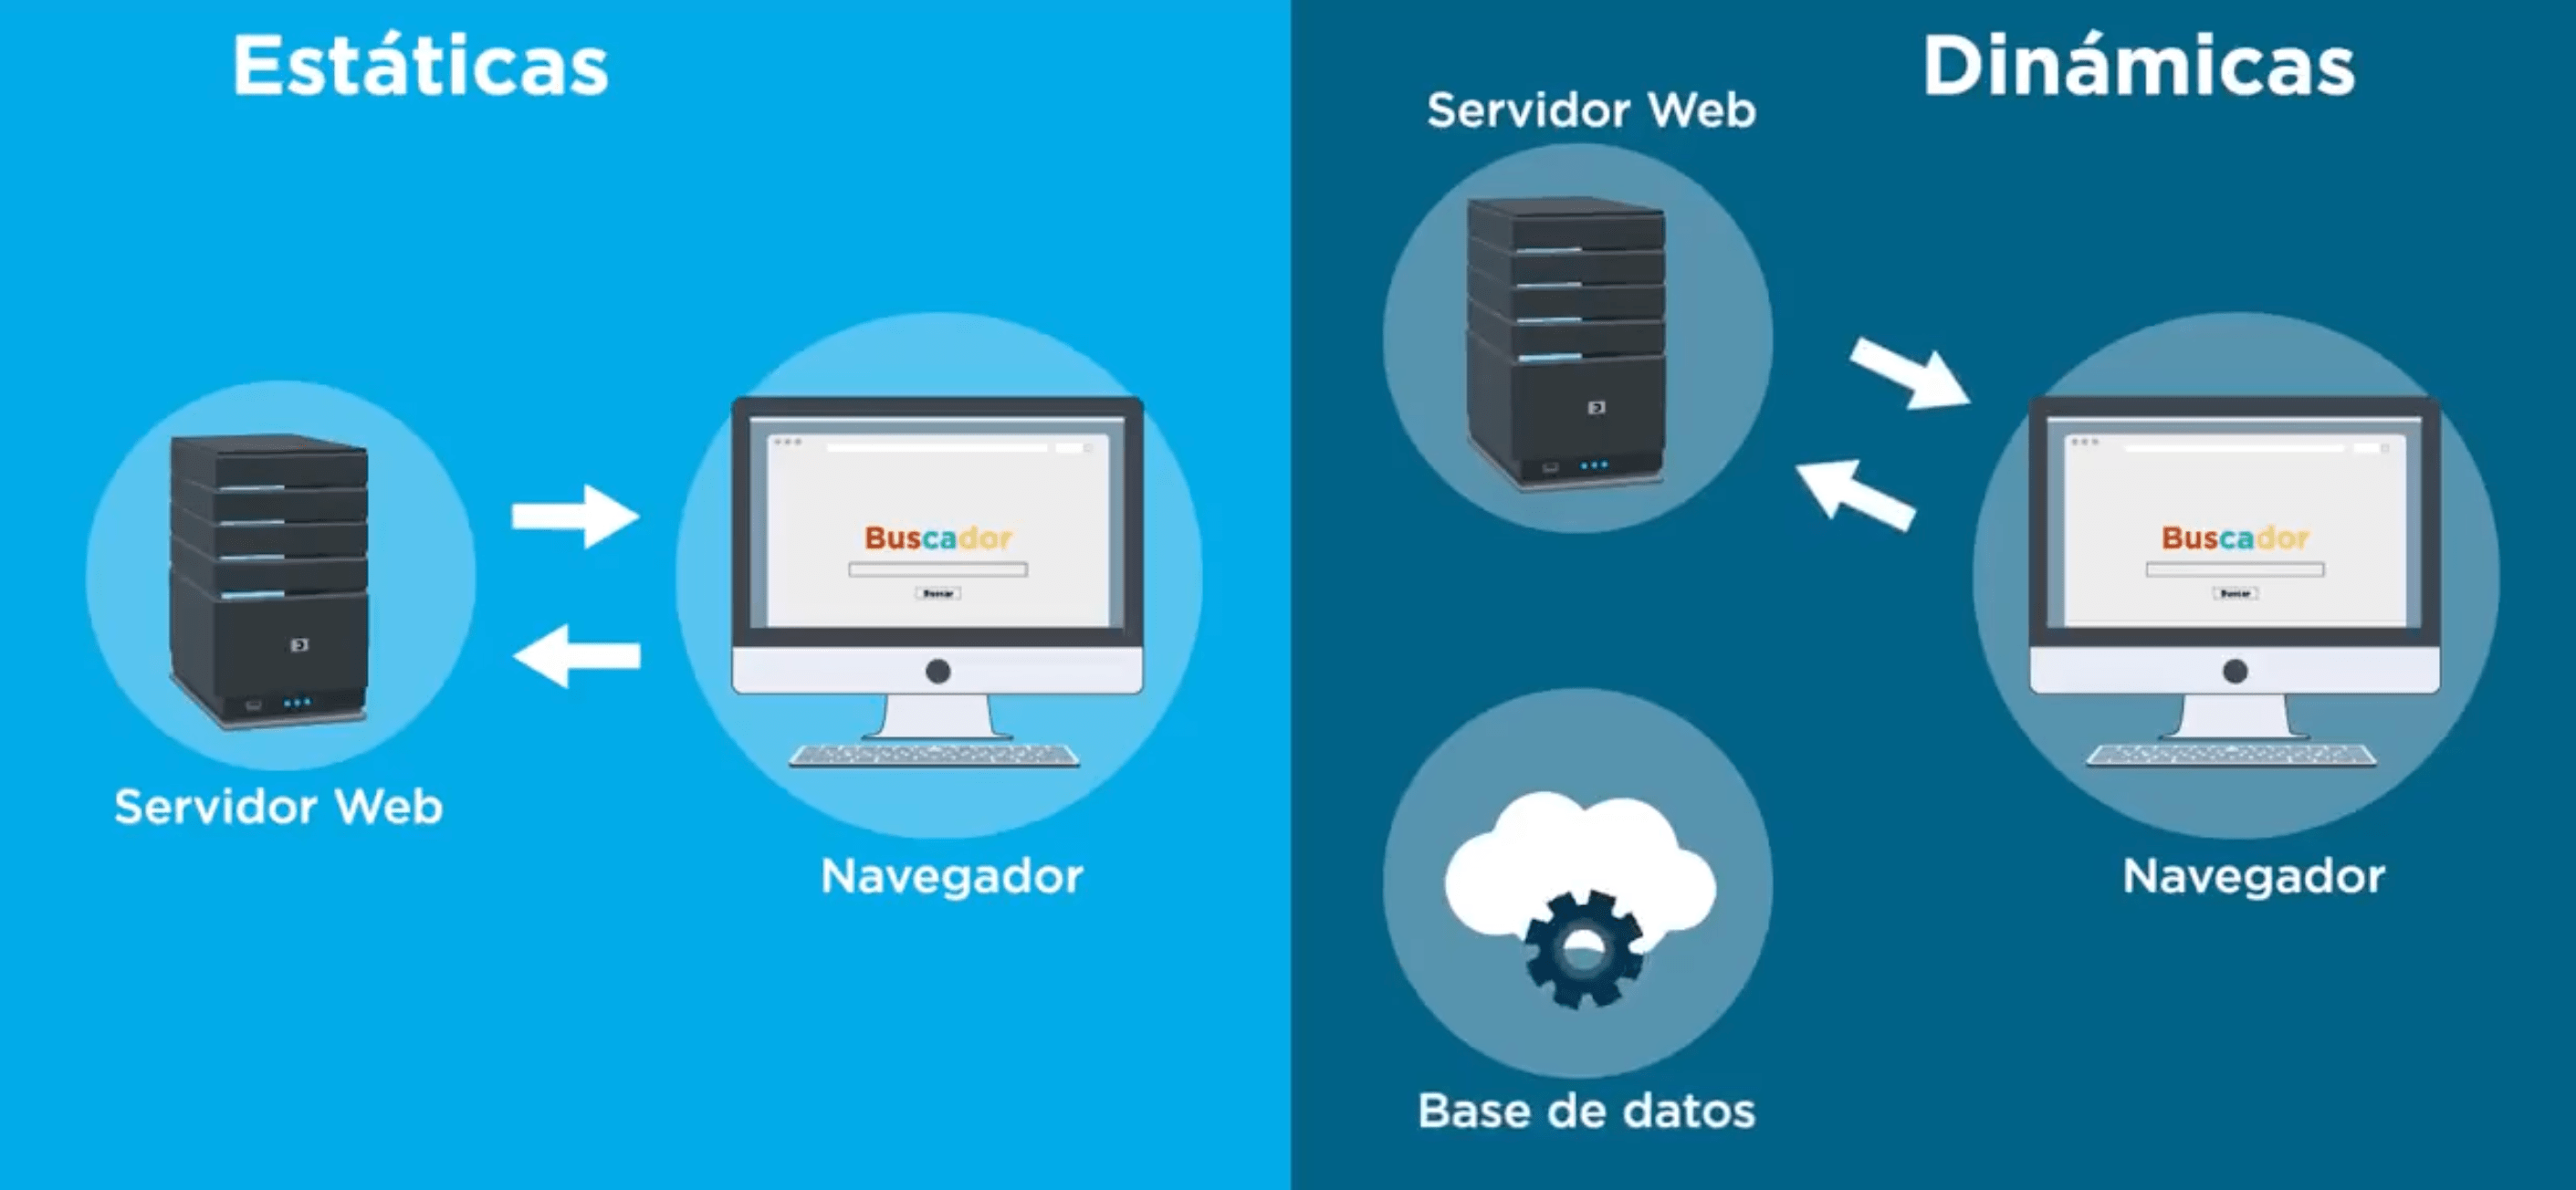 Estáticas
Servidor Web
Buscador
Buscar
Navegador
Dinámicas
Servidor Web
Buscador
Buscar
Navegador
Base de datos